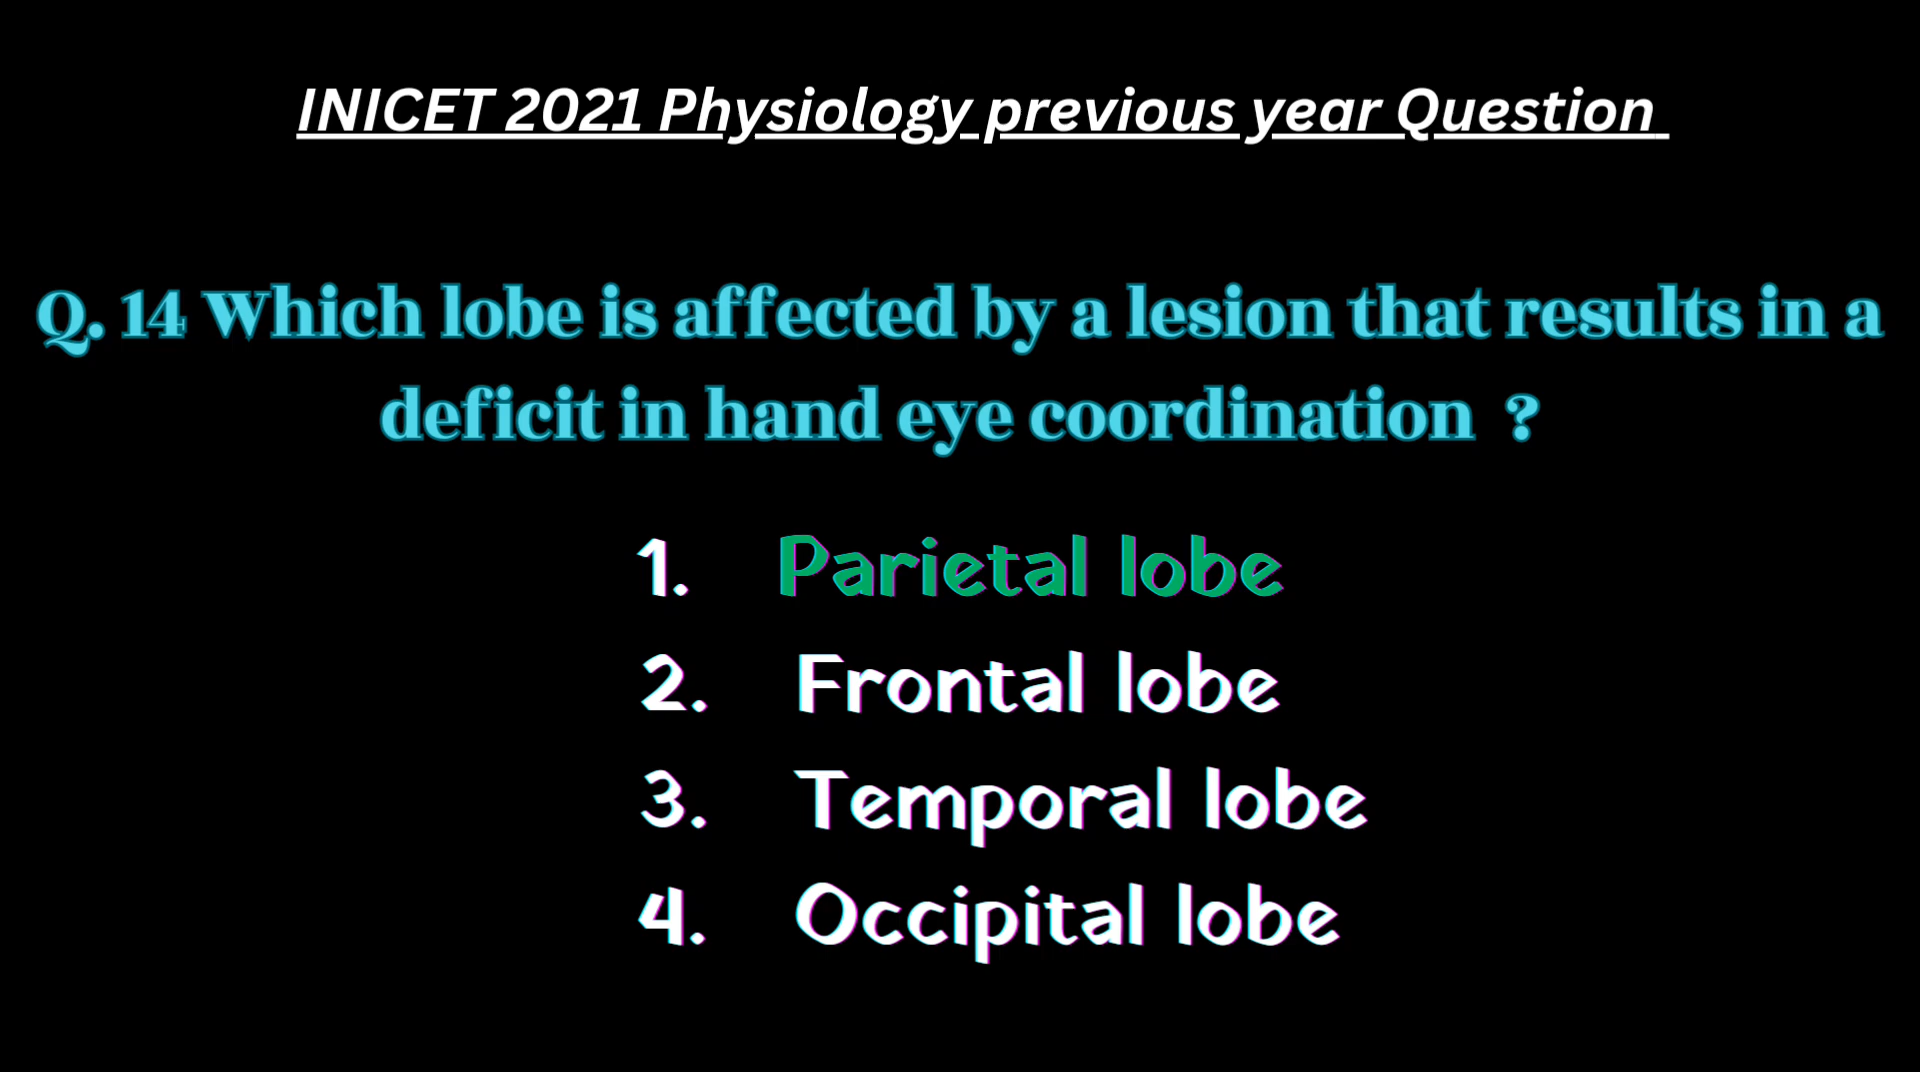 INICET 2021 Physiology previous year Question
Q. 14 Which lobe is affected by a lesion that results in a
deficit in hand eye coordination ?
1. Parietal lobe
2. Frontal lobe
3. Temporal lobe
4. Occipital lobe